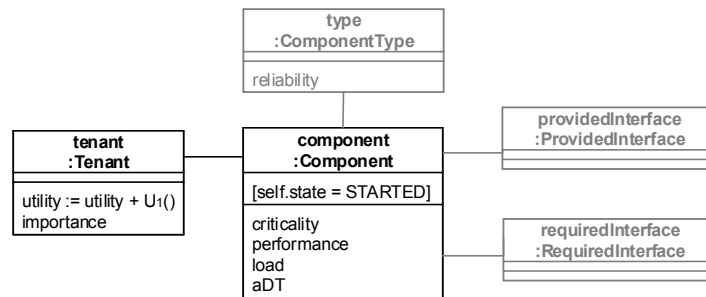 type
:ComponentType
reliability
tenant
:Tenant
utility := utility + U1()
importance
component
:Component
[self.state = STARTED]
criticality
performance
load
aDT
providedInterface
:ProvidedInterface
requiredInterface
:RequiredInterface